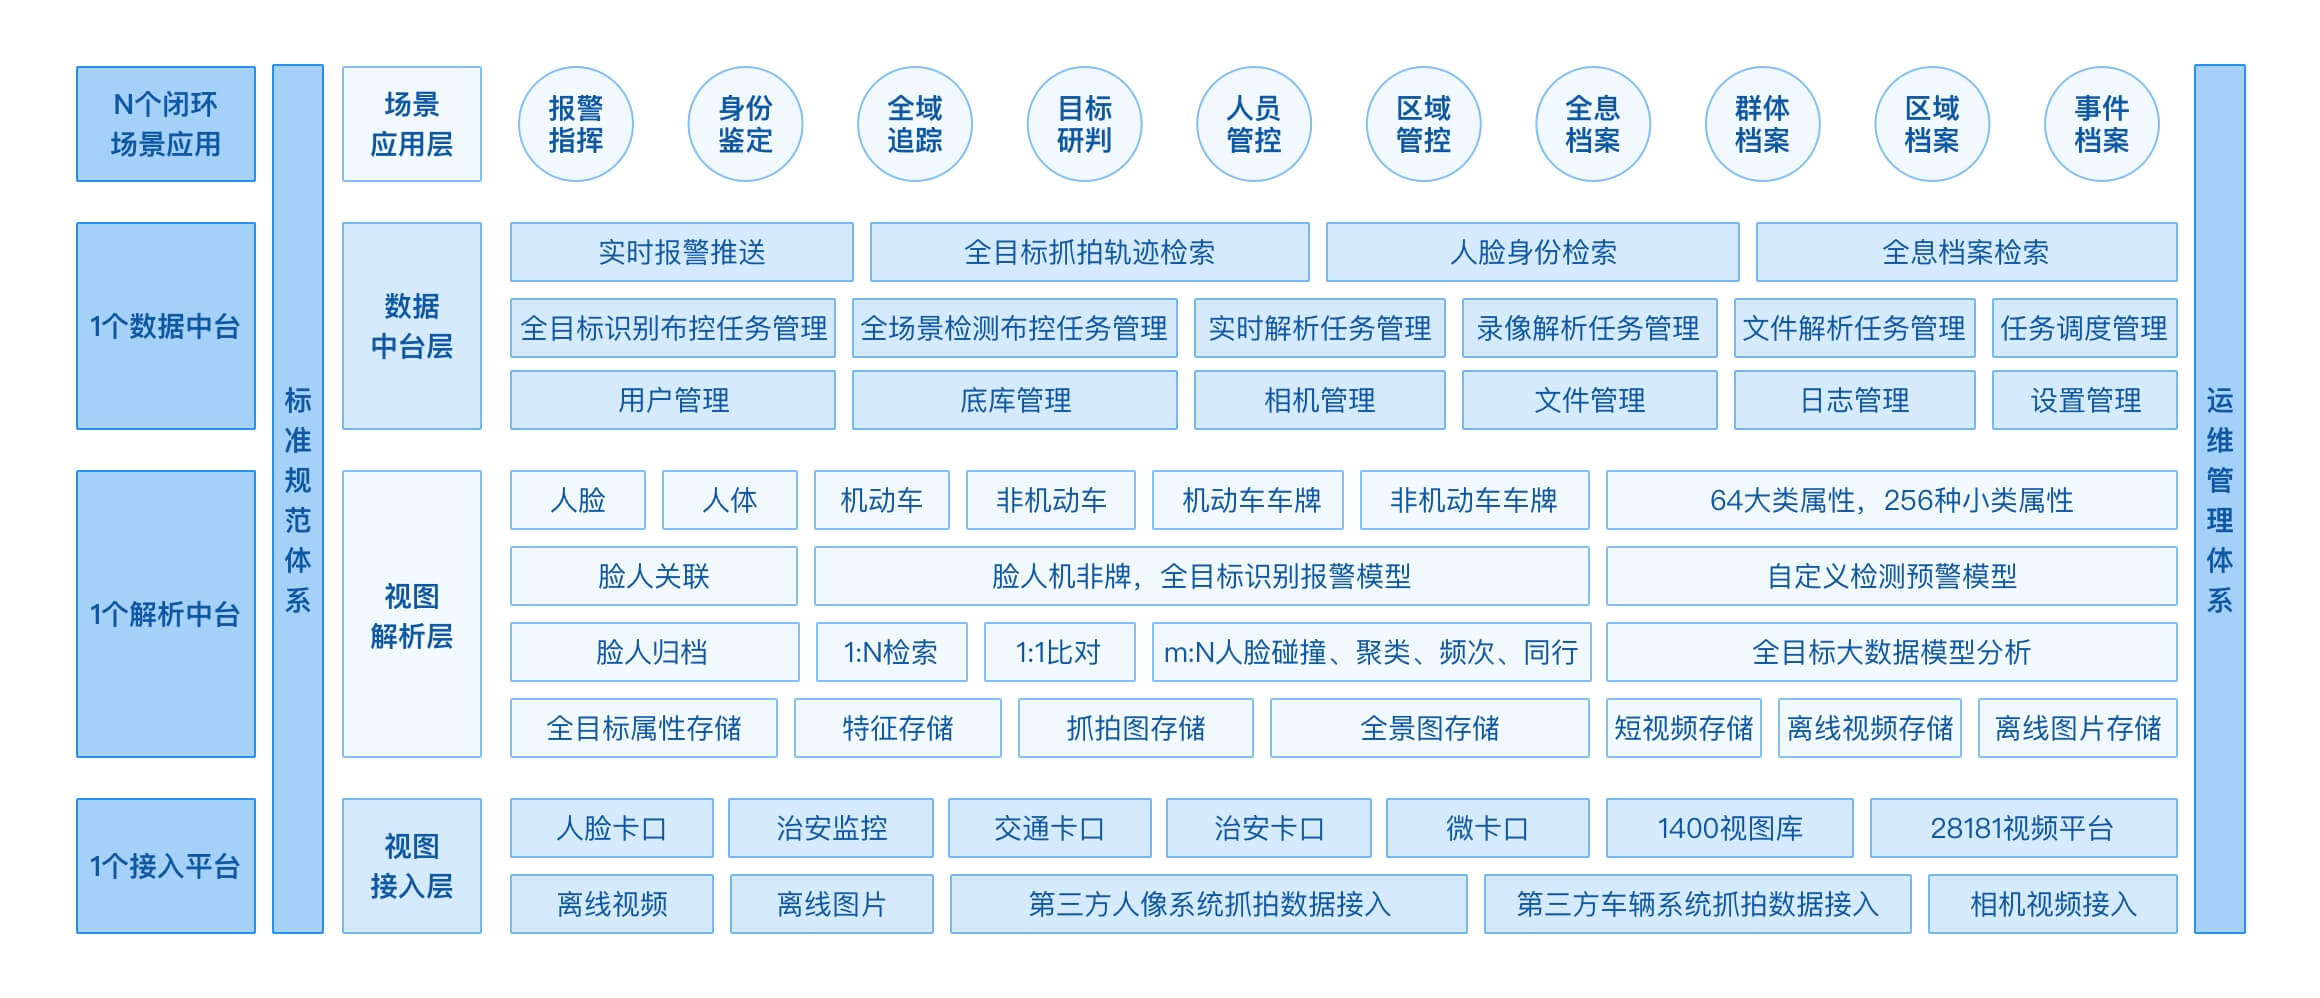 N个闭环
场景应用
标准规范体系
场景
应用层
报警
指挥
身份
鉴定
全域
追踪
目标
研判
人员
管控
区域
管控
全息
档案
群体
档案
区域
档案
事件
档案
运维管理体系
1个数据中台
数据
中台层
实时报警推送
全目标抓拍轨迹检索
人脸身份检索
全息档案检索
全目标识别布控任务管理
全场景检测布控任务管理
实时解析任务管理
录像解析任务管理
文件解析任务管理
任务调度管理
用户管理
底库管理
相机管理
文件管理
日志管理
设置管理
1个解析中台
视图
解析层
人脸
人体
机动车
非机动车
机动车车牌
非机动车车牌
64大类属性，256种小类属性
脸人关联
脸人机非牌，全目标识别报警模型
自定义检测预警模型
脸人归档
1:N检索
1:1比对
m:N人脸碰撞、聚类、频次、同行
全目标大数据模型分析
全目标属性存储
特征存储
抓拍图存储
全景图存储
短视频存储
离线视频存储
离线图片存储
1个接入平台
视图
接入层
人脸卡口
治安监控
交通卡口
治安卡口
微卡口
1400视图库
28181视频平台
离线视频
离线图片
第三方人像系统抓拍数据接入
第三方车辆系统抓拍数据接入
相机视频接入